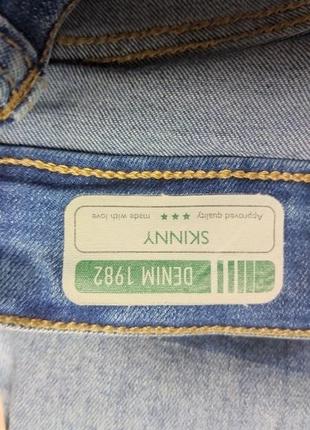 DENIM 1982
SKINNY
★★★
Approved quality made with love